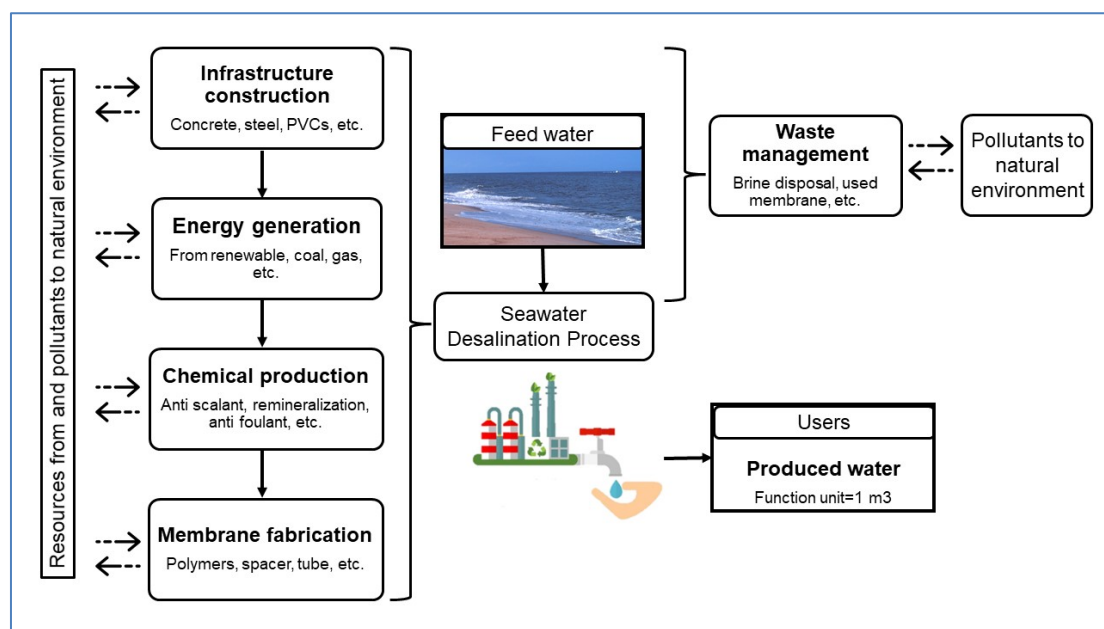 Resources from and pollutants to natural environment
Infrastructure
construction
Concrete, steel, PVCs, etc.
Energy generation
From renewable, coal, gas,
etc.
Chemical production
Anti scalant, remineralization,
anti foulant, etc.
Membrane fabrication
Polymers, spacer, tube, etc.
Feed water
Seawater
Desalination Process
Waste
management
Brine disposal, used
membrane, etc.
Pollutants to
natural
environment
Users
Produced water
Function unit=1 m3